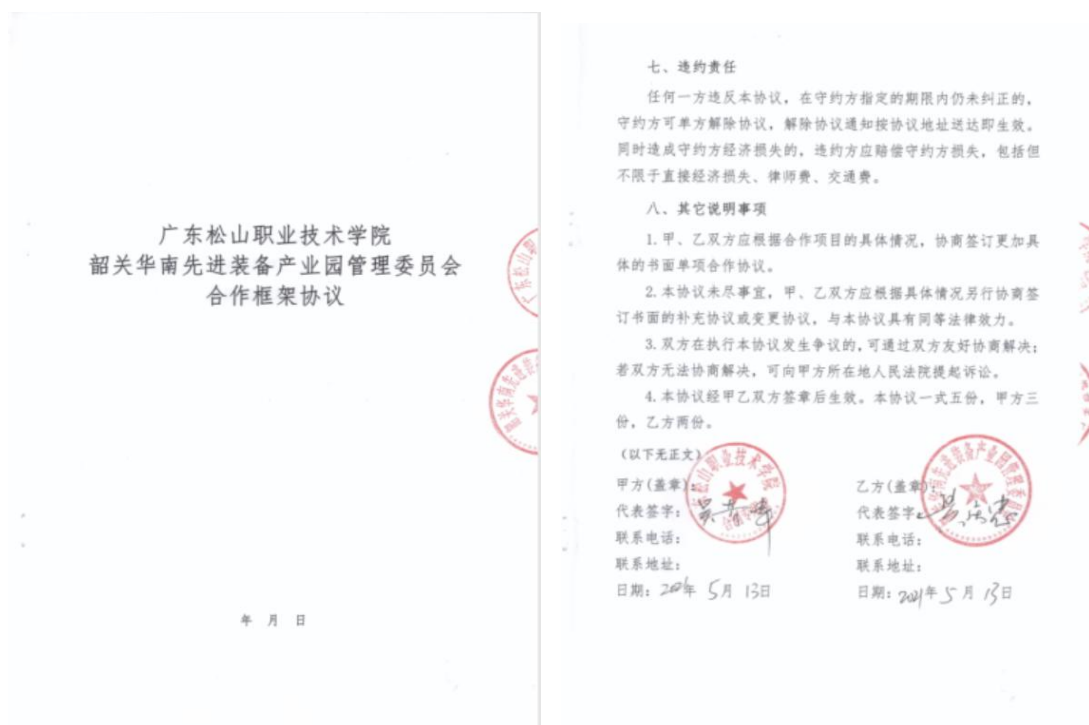 广东松山职业技术学院
韶关华南先进装备产业园管理委员会
合作框架协议
年 月 日
七、违约责任
任何一方违反本协议，在守约方指定的期限内仍未纠正的，
守约方可单方解除协议，解除协议通知按协议地址送达即生效。
同时造成守约方经济损失的，违约方应赔偿守约方损失，包括但
不限于直接经济损失、律师费、交通费。
八、其它说明事项
1.甲、乙双方应根据合作项目的具体情况，协商签订更加具
体的书面单项合作协议。
2.本协议未尽事宜，甲、乙双方应根据具体情况另行协商签
订书面的补充协议或变更协议，与本协议具有同等法律效力。
3.双方在执行本协议发生争议的，可通过双方友好协商解决；
若双方无法协商解决，可向甲方所在地人民法院提起诉讼。
4.本协议经甲乙双方签章后生效。本协议一式五份，甲方三
份，乙方两份。
（以下无正文）
甲方(盖章)：
代表签字：
联系电话：
联系地址：
日期：2021年 5月 13日
乙方(盖章)：
代表签字：
联系电话：
联系地址：
日期：2021年 5月 13日